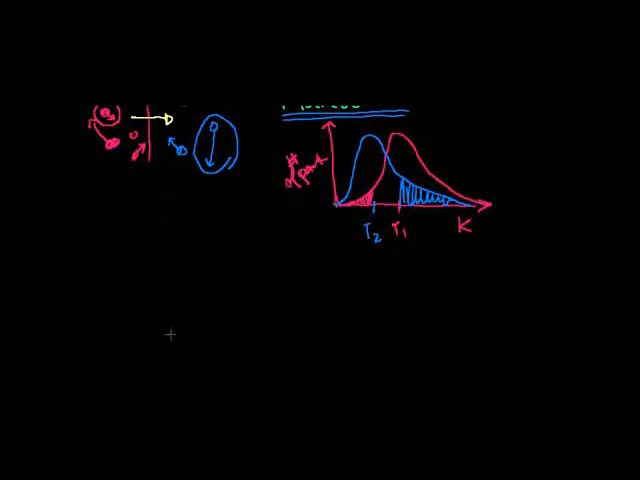 # of part
T₂ T₁ K